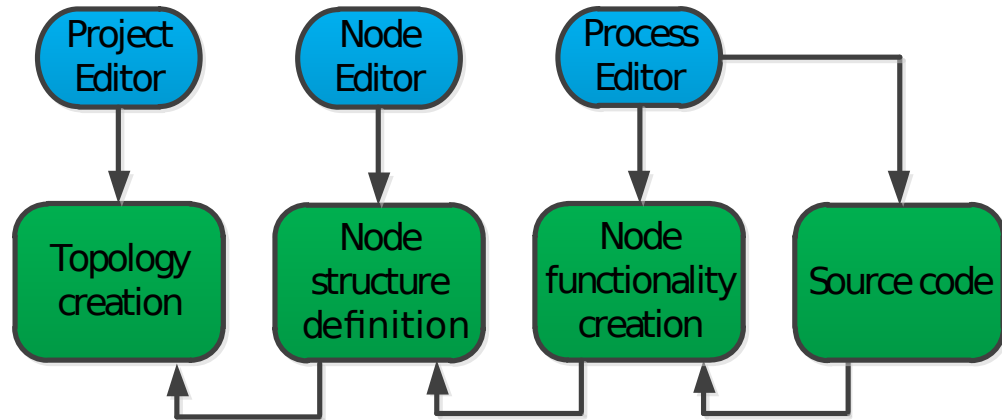 Project
Editor
Node
Editor
Process
Editor
Topology
creation
Node
structure
definition
Node
functionality
creation
Source code